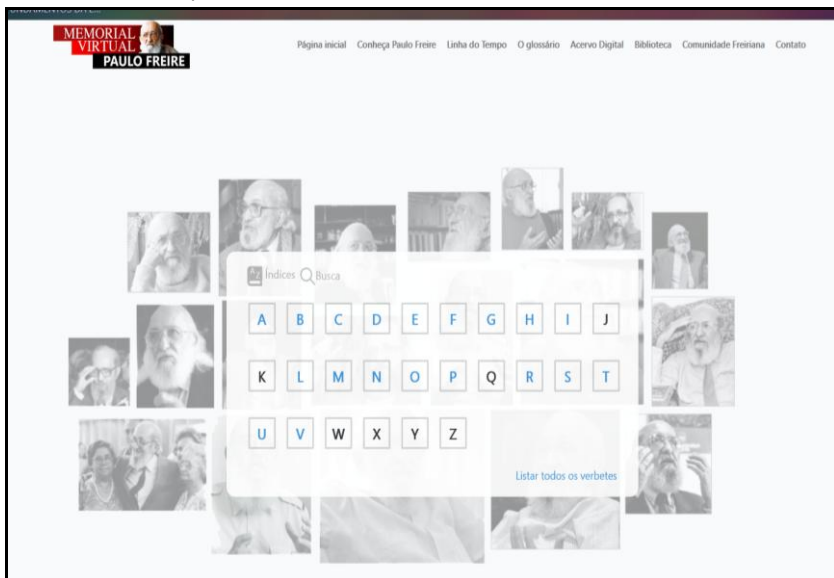 MEMORIAL
VIRTUAL
PAULO FREIRE
Página inicial Conheça Paulo Freire Linha do Tempo O glossário Acervo Digital Biblioteca Comunidade Freiriana Contato
Índices Busca
A B C D E F G H I J
K L M N O P Q R S T
U V W X Y Z
Listar todos os verbetes